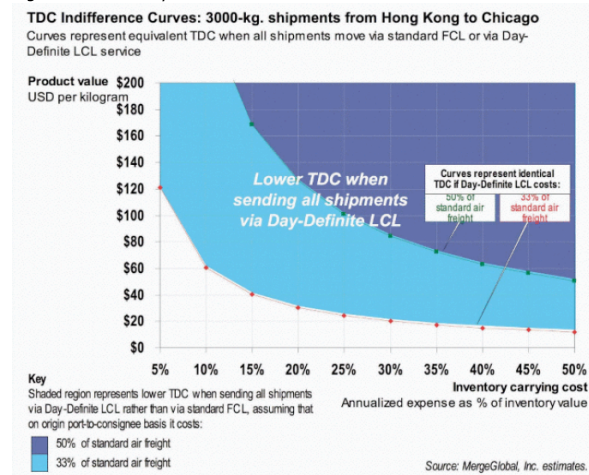 TDC Indifference Curves: 3000-kg. shipments from Hong Kong to Chicago
Curves represent equivalent TDC when all shipments move via standard FCL or via Day-
Definite LCL service
Product value
USD per kilogram
$200
$180
$160
$140
$120
$100
$80
$60
$40
$20
$0
Lower TDC when
sending all shipments
via Day-Definite LCL
Curves represent identical
TDC if Day-Definite LCL costs:
50% of
standard air
freight
33% of
standard air
freight
5% 10% 15% 20% 25% 30% 35% 40% 45% 50%
Inventory carrying cost
Annualized expense as % of inventory value
Key
Shaded region represents lower TDC when sending all shipments
via Day-Definite LCL rather than via standard FCL, assuming that
on origin port-to-consignee basis it costs:
50% of standard air freight
33% of standard air freight
Source: MergeGlobal, Inc. estimates.